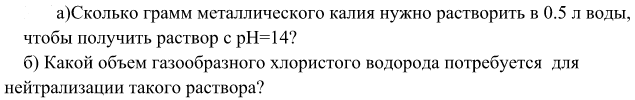 а)Сколько грамм металлического калия нужно растворить в 0.5 л воды,
чтобы получить раствор с pH=14?
б) Какой объем газообразного хлористого водорода потребуется для
нейтрализации такого раствора?